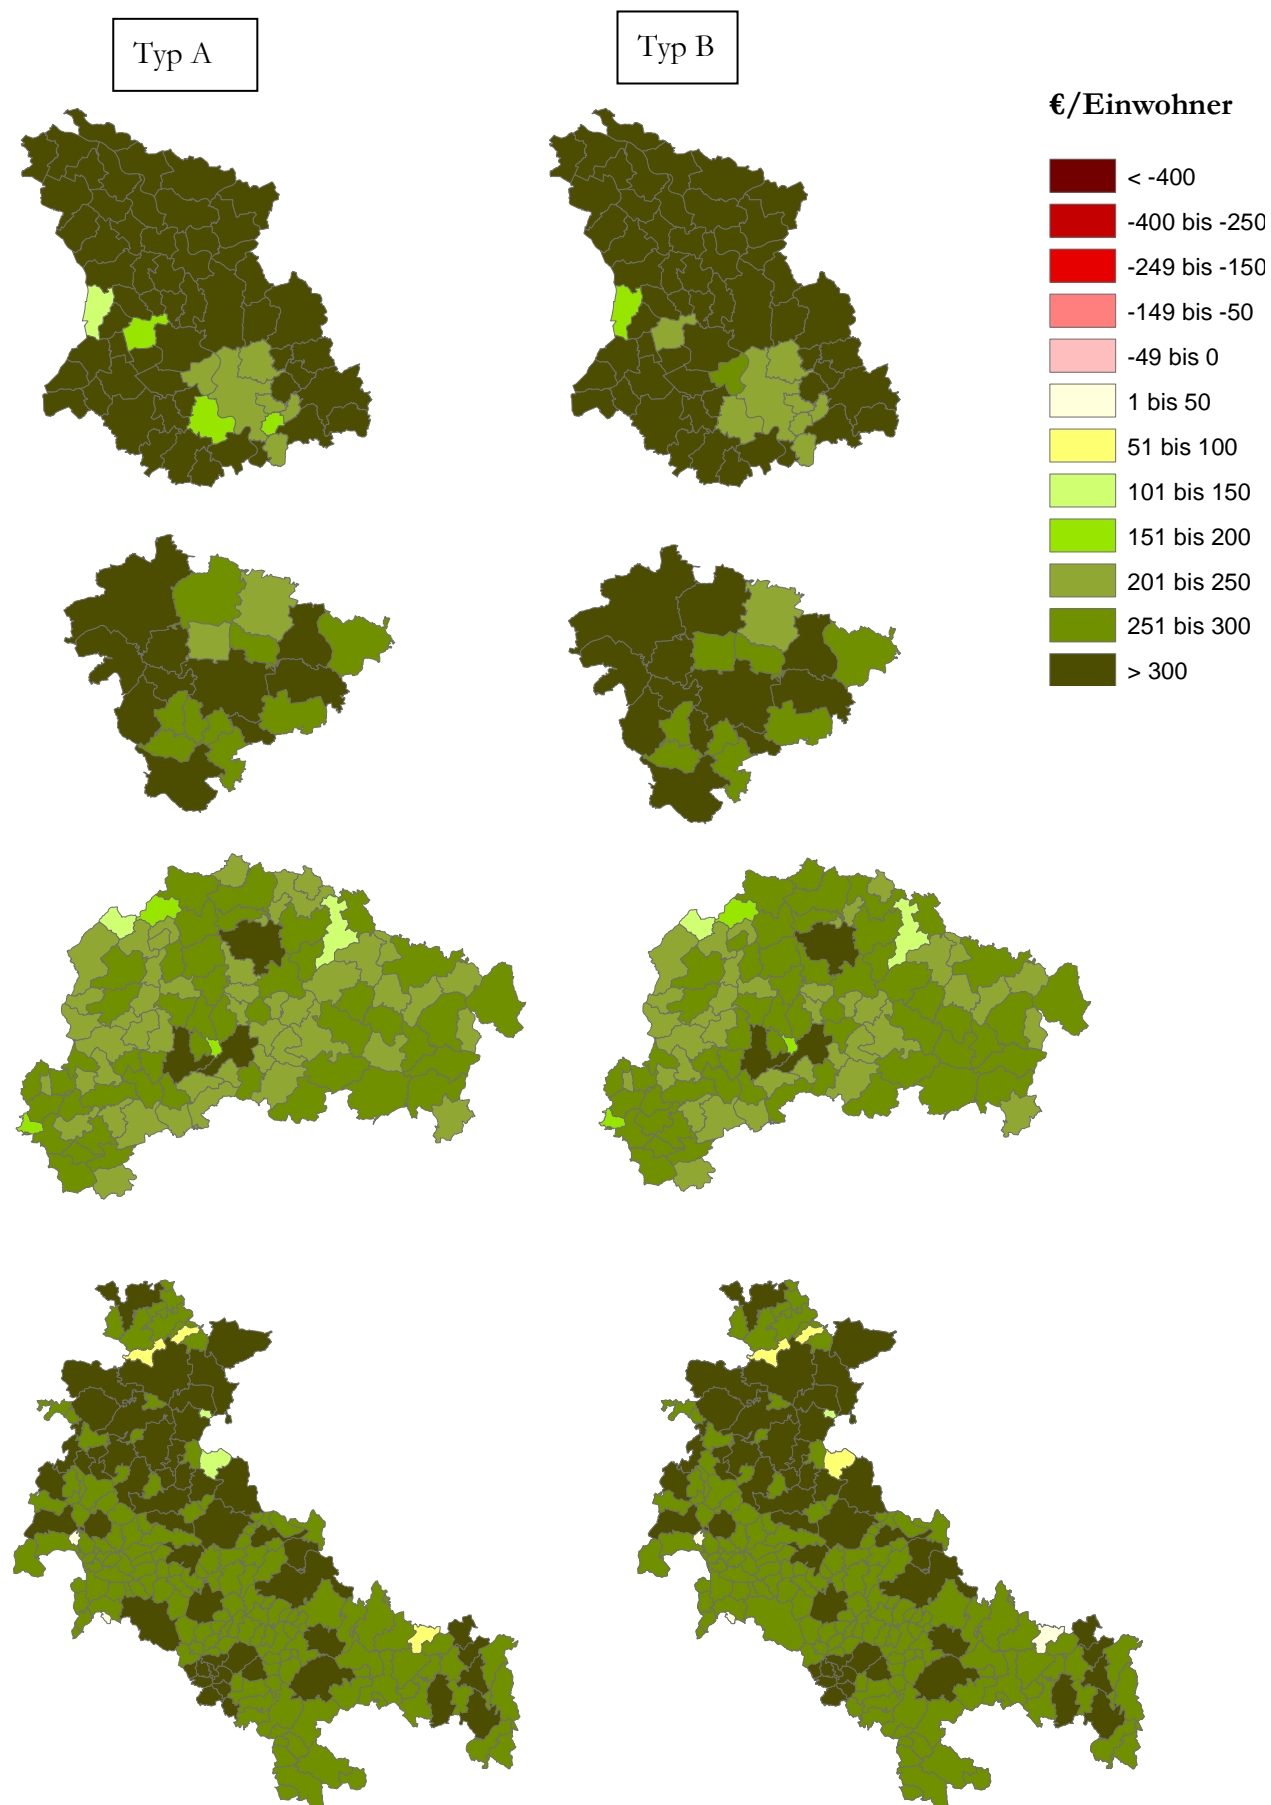 Typ A
Typ B
€/Einwohner
< -400
-400 bis -250
-249 bis -150
-149 bis -50
-49 bis 0
1 bis 50
51 bis 100
101 bis 150
151 bis 200
201 bis 250
251 bis 300
> 300